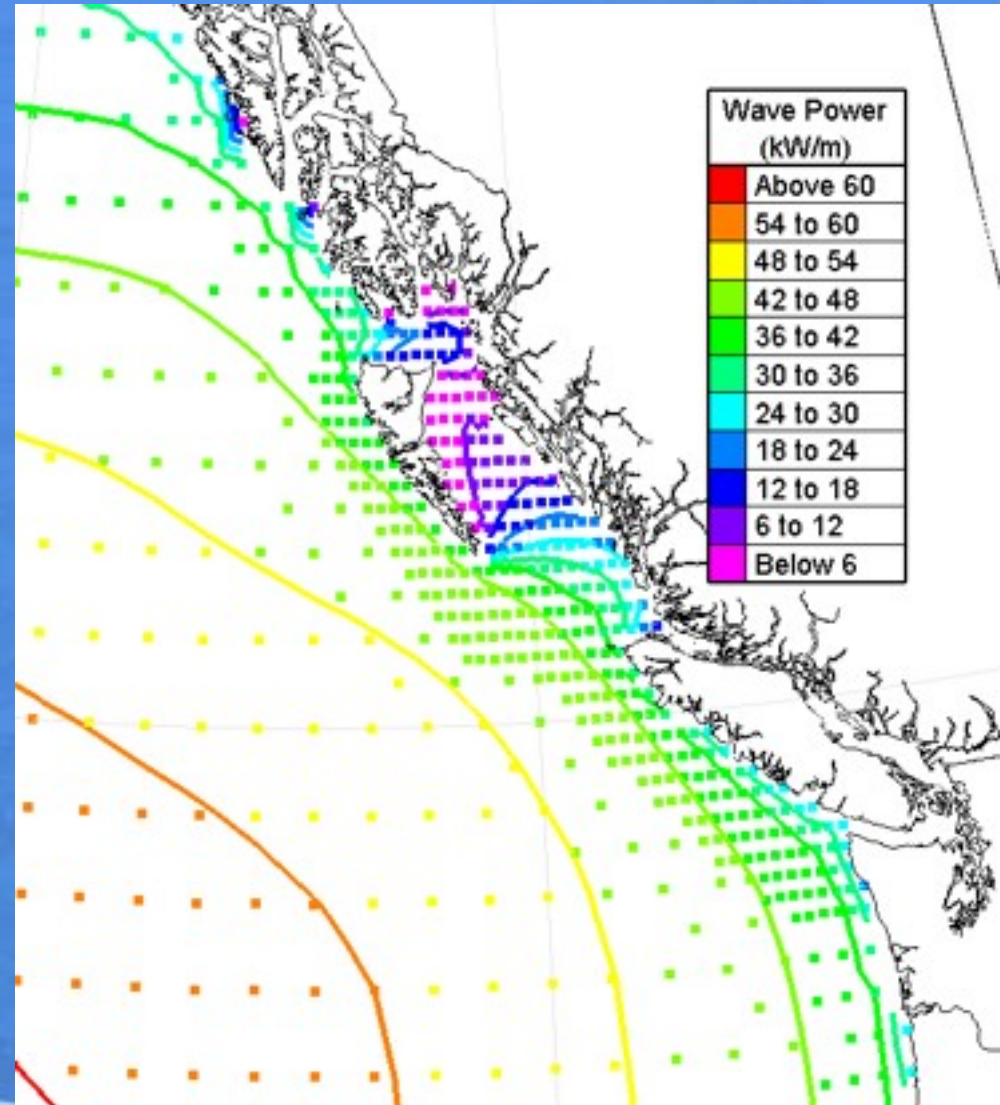 Wave Power
(kW/m)
Above 60
54 to 60
48 to 54
42 to 48
36 to 42
30 to 36
24 to 30
18 to 24
12 to 18
6 to 12
Below 6